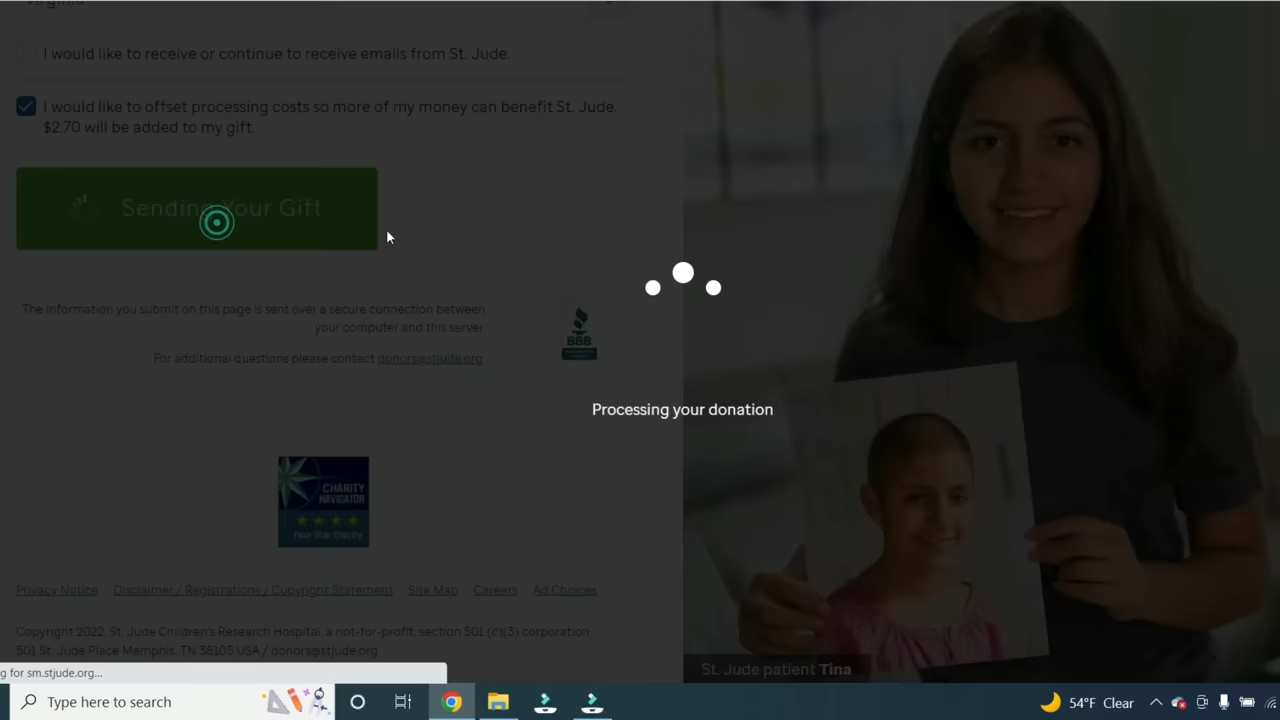 Virginia
I would like to receive or continue to receive emails from St. Jude.
I would like to offset processing costs so more of my money can benefit St. Jude.
$2.70 will be added to my gift.
Sending Your Gift
The information you submit on this page is sent over a secure connection between
your computer and this server.
For additional questions please contact donors@stjude.org
BBB
Processing your donation
CHARITY
NAVIGATOR
Four Star Charity
Privacy Notice Disclaimer / Registrations / Copyright Statement Site Map Careers Ad Choices
Copyright 2022. St. Jude Children's Research Hospital, a not-for-profit, section 501 (c)(3) corporation
501 St. Jude Place Memphis, TN 38105 USA / donors@stjude.org
St. Jude patient Tina
g for sm.stjude.org...
Type here to search
54°F Clear